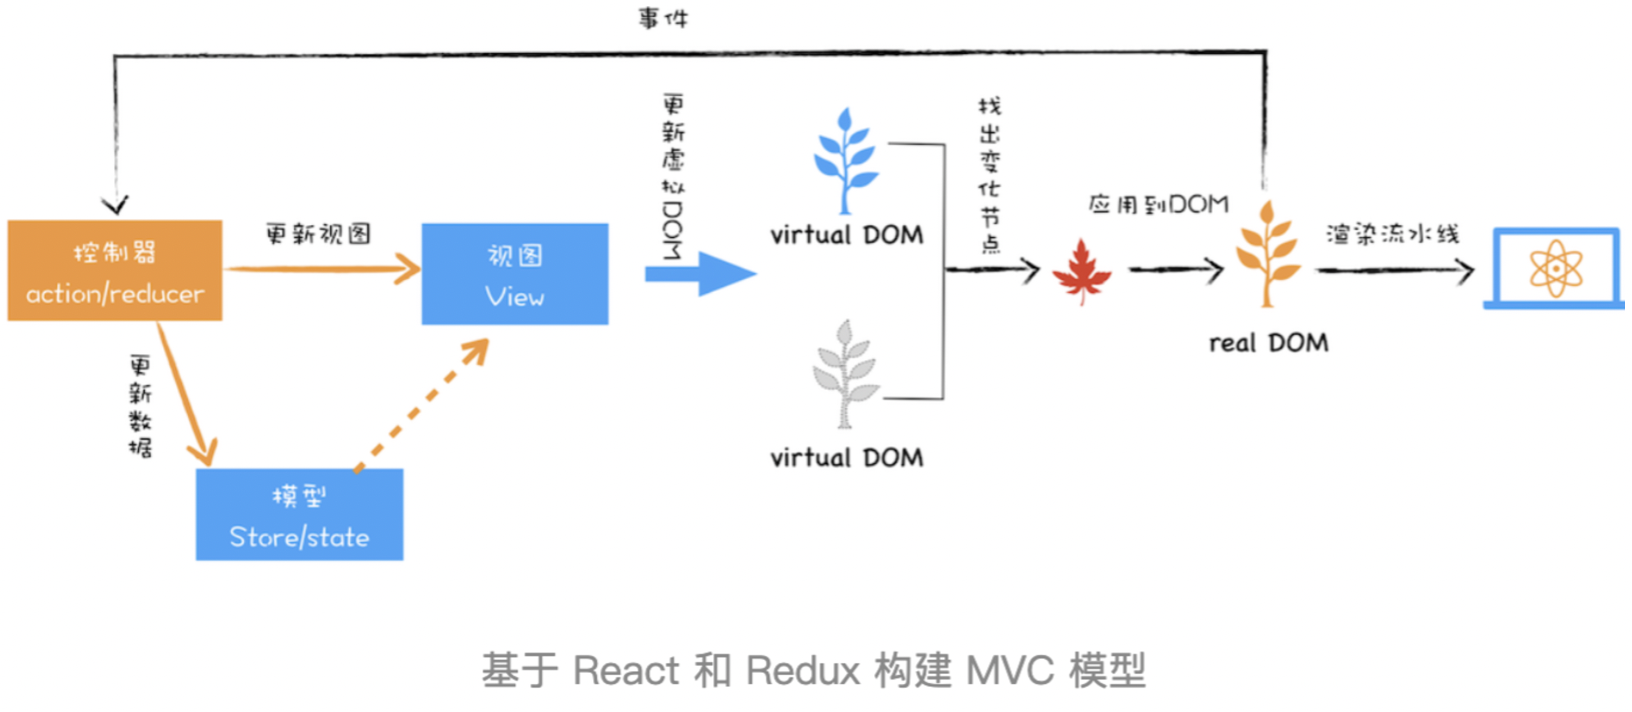 事件
更新虚拟DOM
找出变化节点
virtual DOM
应用到DOM
控制器
action/reducer
更新视图
视图
View
渲染流水线
real DOM
更新数据
virtual DOM
模型
Store/state
基于 React 和 Redux 构建 MVC 模型